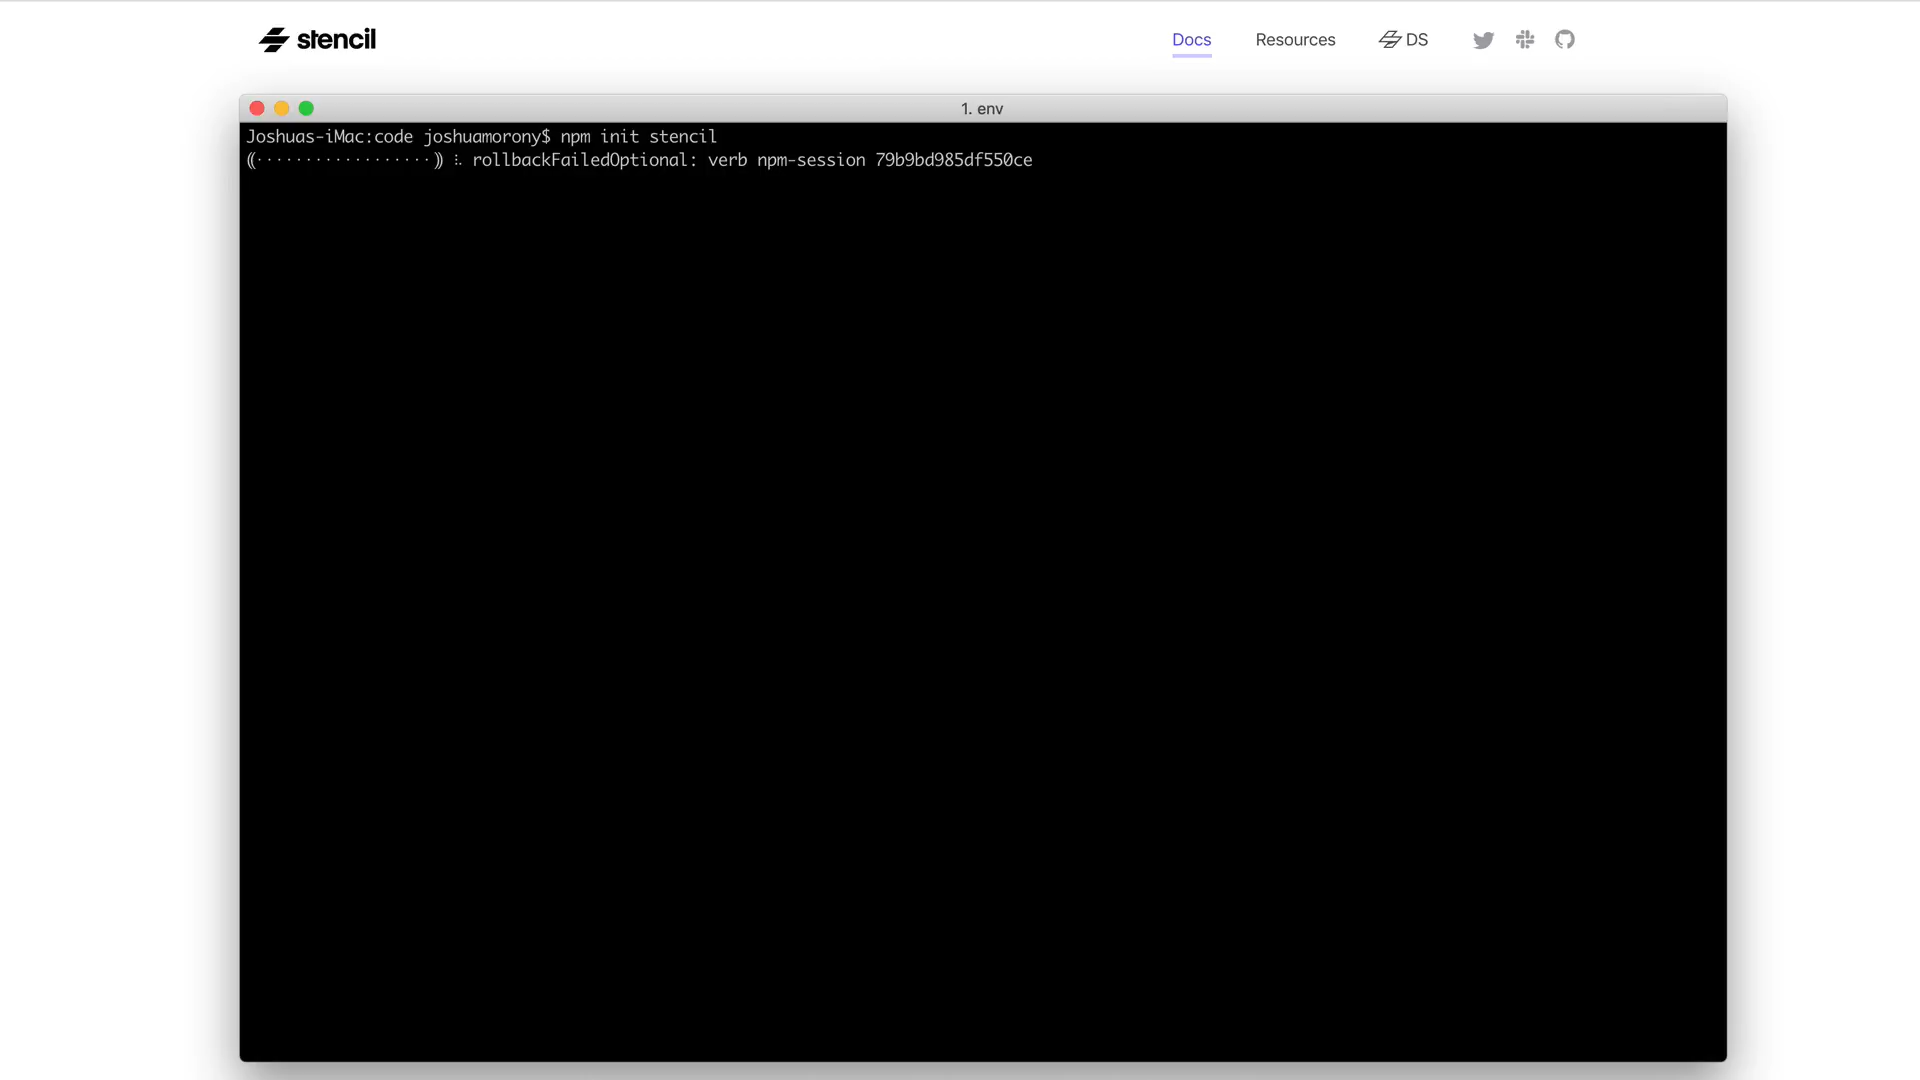 stencil
Docs
Resources
DS
1. env
Joshuas-iMac:code joshuamorony$ npm init stencil
((··················)) ⠧ rollbackFailedOptional: verb npm-session 79b9bd985df550ce